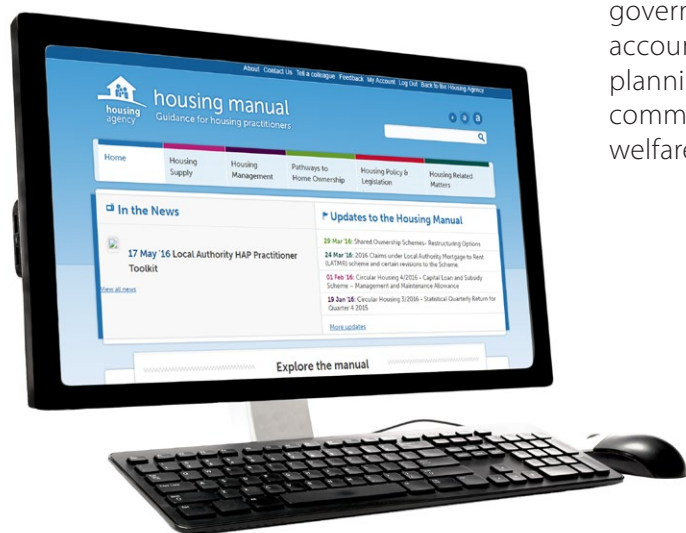 About Contact Us Tell a colleague Feedback My Account Log Out Back to the Housing Agency
housing
agency
housing manual
Guidance for housing practitioners
a a a
Home
Housing
Supply
Housing
Management
Pathways to
Home Ownership
Housing Policy &
Legislation
Housing Related
Matters
In the News
17 May '16 Local Authority HAP Practitioner
Toolkit
View all news
Updates to the Housing Manual
29 Mar '16: Shared Ownership Schemes- Restructuring Options
24 Mar '16: 2016 Claims under Local Authority Mortgage to Rent
(LATMR) scheme and certain revisions to the Scheme.
01 Feb '16: Circular Housing 4/2016 - Capital Loan and Subsidy
Scheme – Management and Maintenance Allowance
19 Jan '16: Circular Housing 3/2016 - Statistical Quarterly Return for
Quarter 4 2015
More updates
Explore the manual
govern
accour
planni
comm
welfare